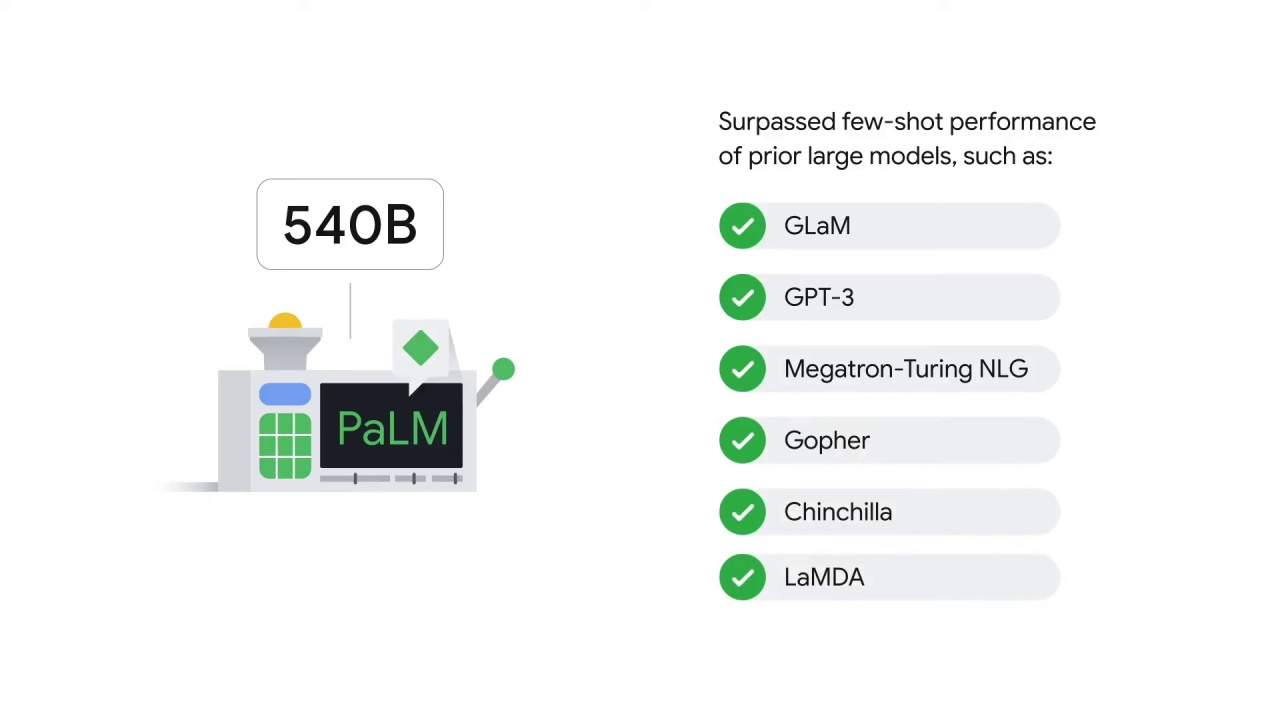 540B
PaLM
Surpassed few-shot performance
of prior large models, such as:
GLaM
GPT-3
Megatron-Turing NLG
Gopher
Chinchilla
LaMDA